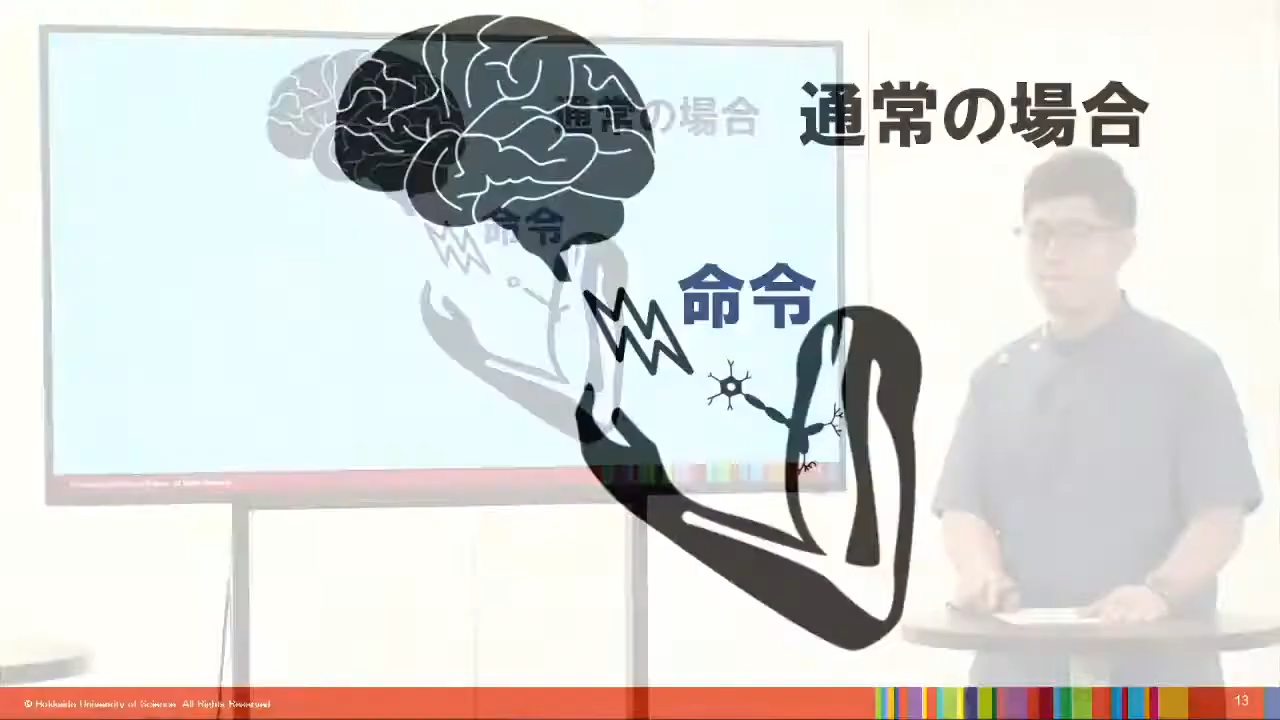 通常の場合
通常の場合
命令
命令
© Hokkaido University of Science. All Rights Reserved
13